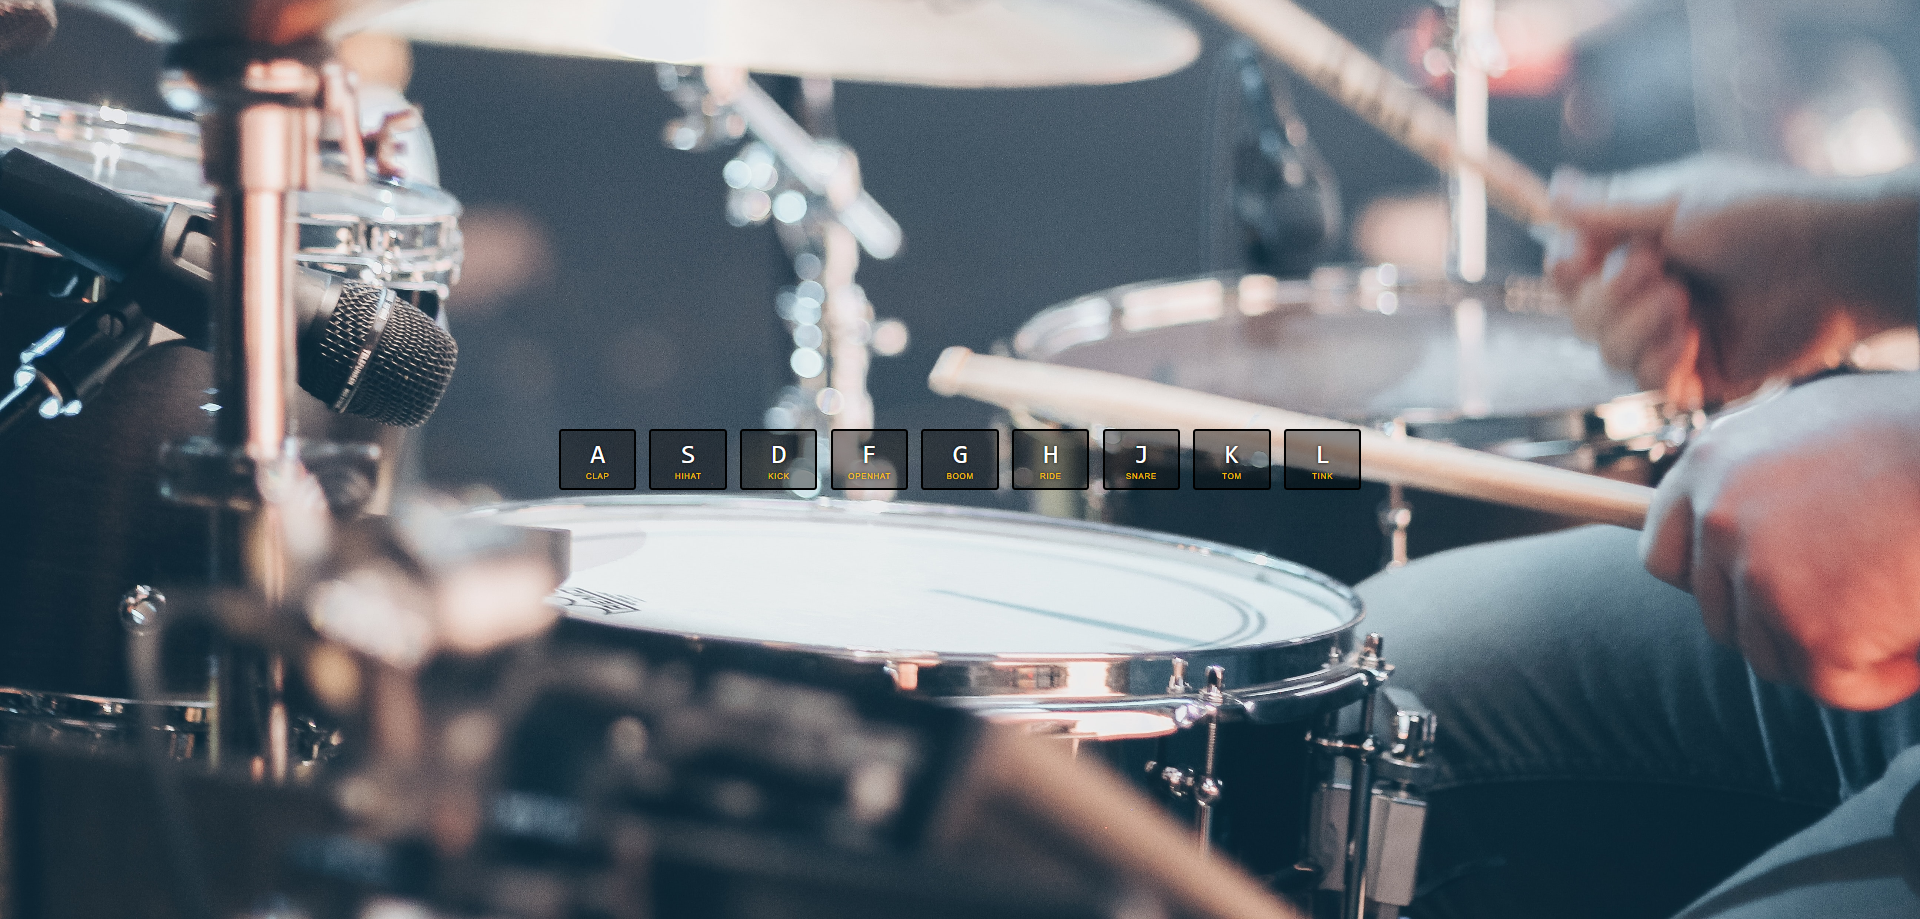 A S D F G H J K L
CLAP HIHAT KICK OPENHAT BOOM RIDE SNARE TOM TINK